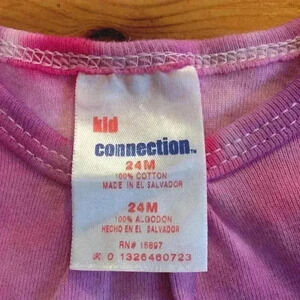 kid
connection™
24M
100% COTTON
MADE IN EL SALVADOR
24M
100% ALGODON
HECHO EN EL SALVADOR
RN# 15897
0 1326460723